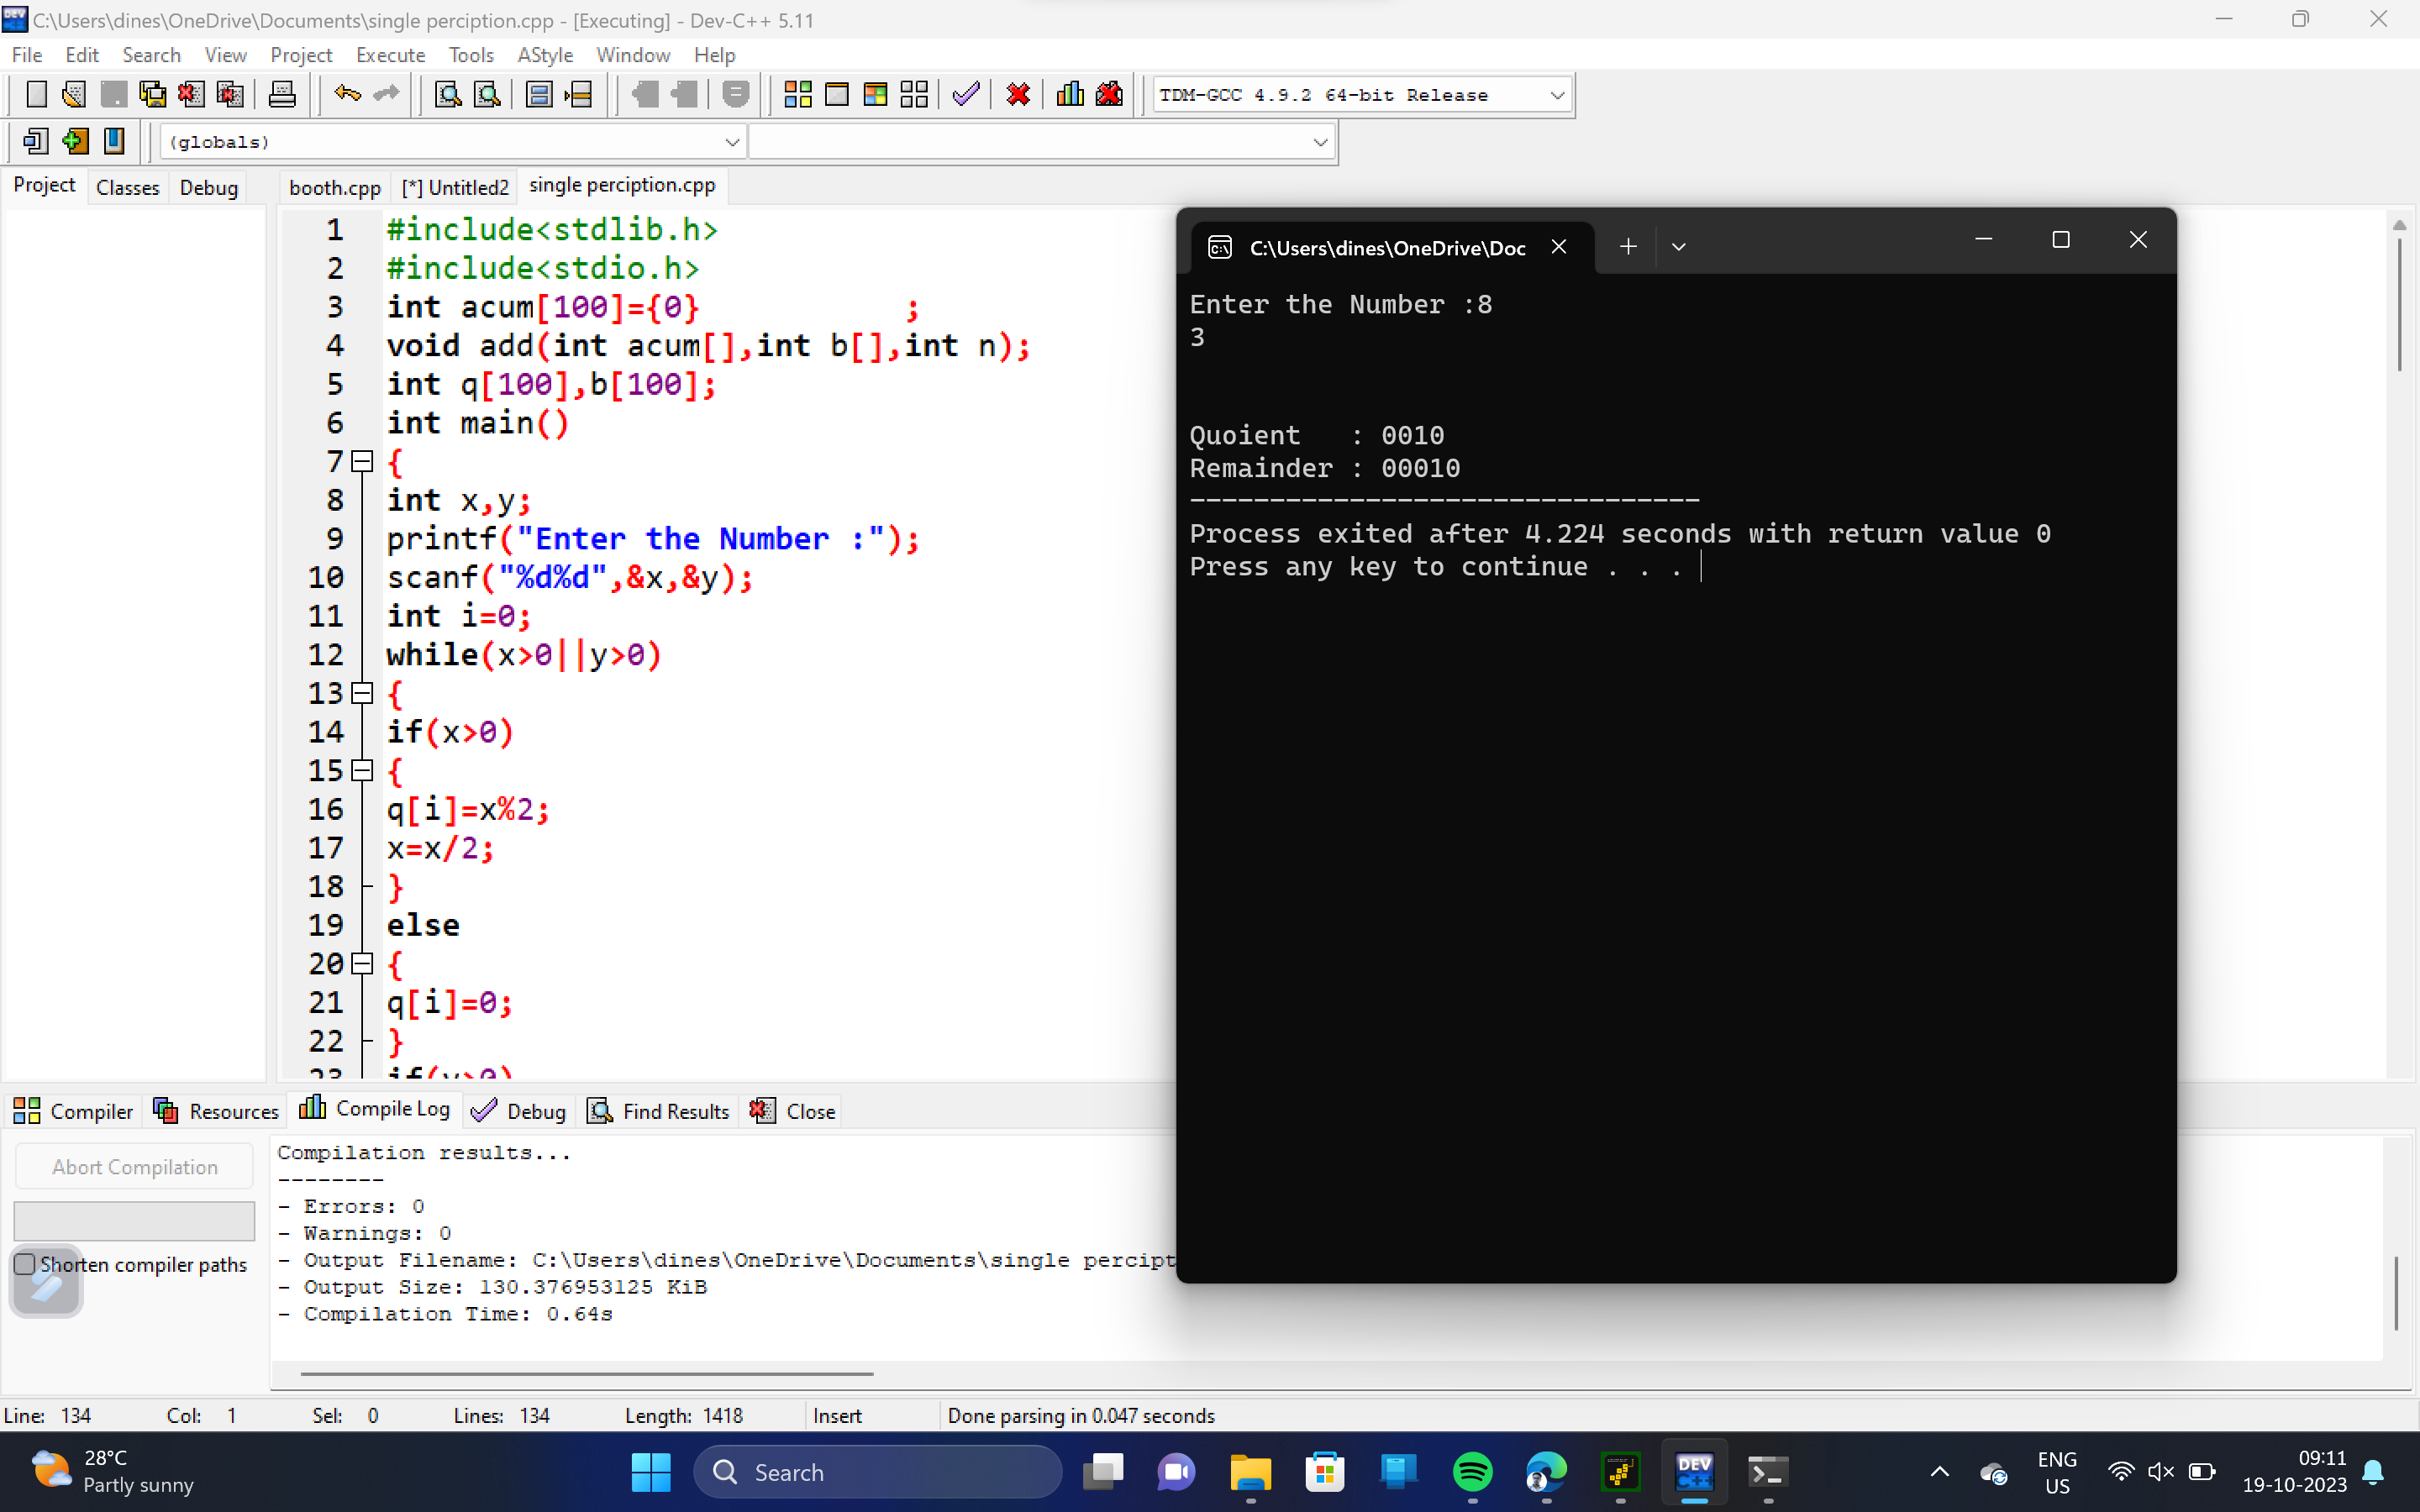 C:\Users\dines\OneDrive\Documents\single perciption.cpp - [Executing] - Dev-C++ 5.11
File Edit Search View Project Execute Tools AStyle Window Help
TDM-GCC 4.9.2 64-bit Release
(globals)
Project Classes Debug
booth.cpp [*] Untitled2 single perciption.cpp
1 #include<stdlib.h>
2 #include<stdio.h>
3 int acum[100]={0} ;
4 void add(int acum[],int b[],int n);
5 int q[100],b[100];
6 int main()
7 {
8 int x,y;
9 printf("Enter the Number :");
10 scanf("%d%d",&x,&y);
11 int i=0;
12 while(x>0||y>0)
13 {
14 if(x>0)
15 {
16 q[i]=x%2;
17 x=x/2;
18 }
19 else
20 {
21 q[i]=0;
22 }
23 if(y>0)
C:\Users\dines\OneDrive\Doc
Enter the Number :8
3
Quoient : 0010
Remainder : 00010
--------------------------------
Process exited after 4.224 seconds with return value 0
Press any key to continue . . .
Compiler Resources Compile Log Debug Find Results Close
Abort Compilation
Shorten compiler paths
Compilation results...
--------
- Errors: 0
- Warnings: 0
- Output Filename: C:\Users\dines\OneDrive\Documents\single percipt
- Output Size: 130.376953125 KiB
- Compilation Time: 0.64s
Line: 134 Col: 1 Sel: 0 Lines: 134 Length: 1418 Insert Done parsing in 0.047 seconds
28°C
Partly sunny
Search
DEV C++
ENG
US
09:11
19-10-2023